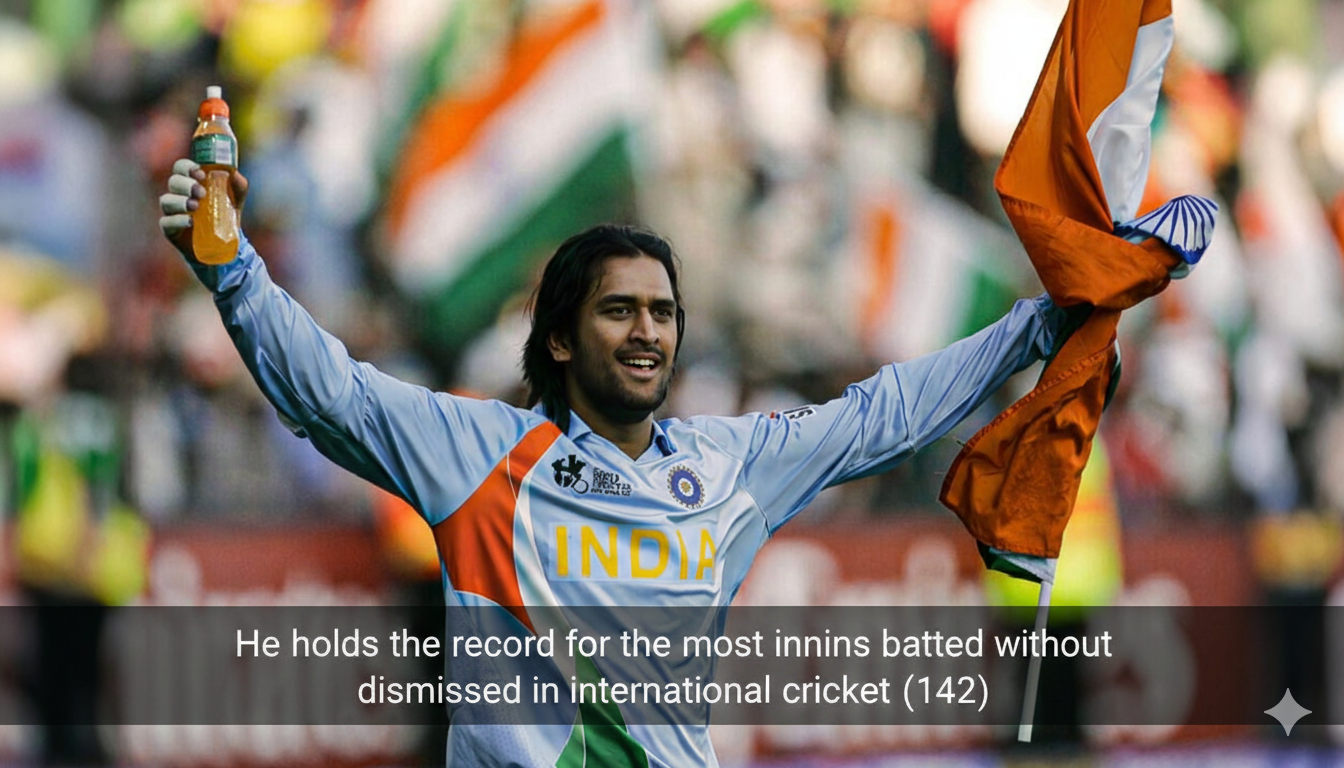 INDIA
He holds the record for the most innins batted without
dismissed in international cricket (142)